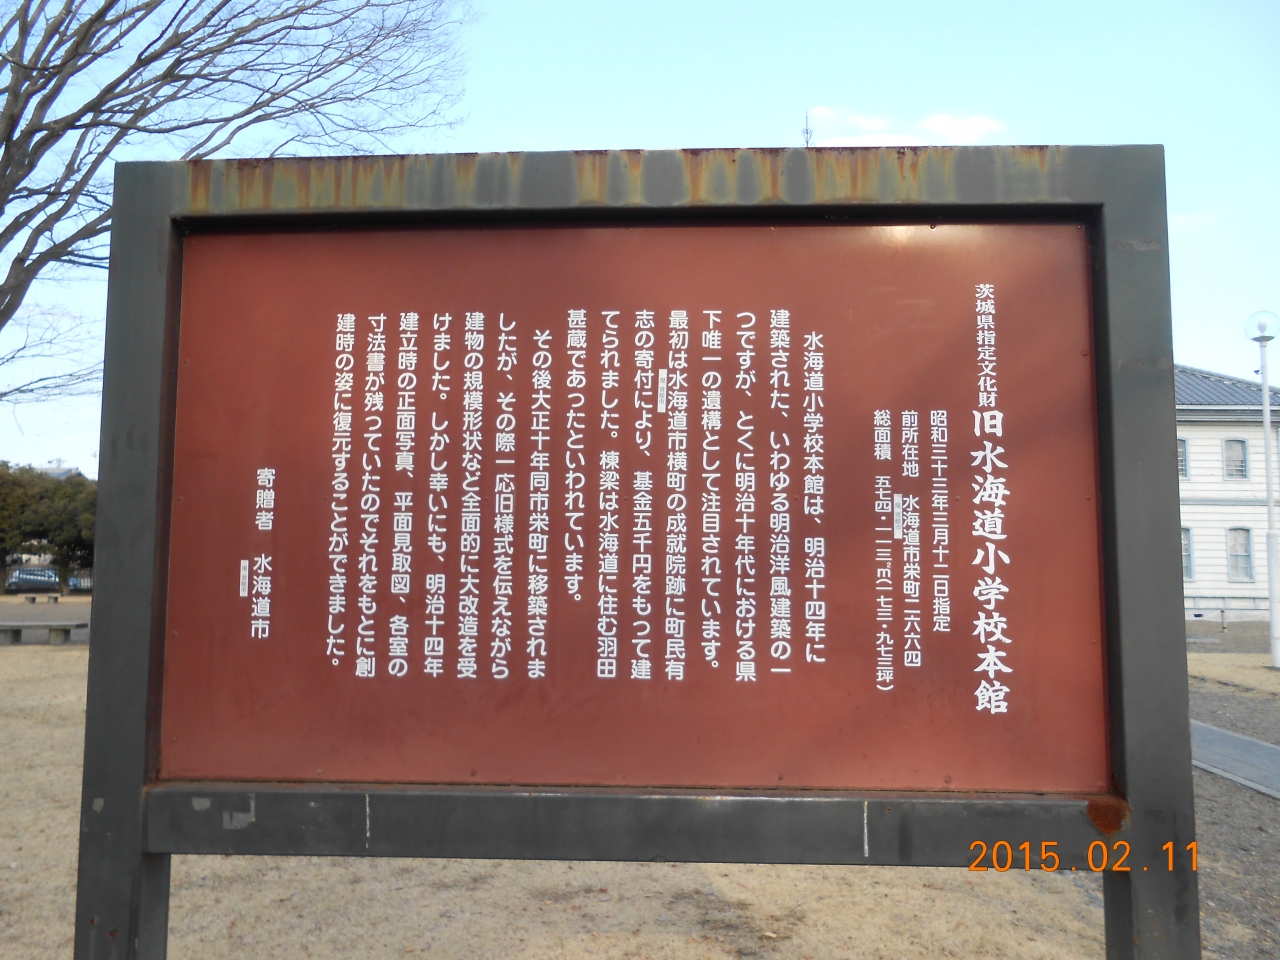 茨城県指定文化財 旧水海道小学校本館
昭和三十三年三月十二日指定
前所在地 水海道市栄町二六六四
総面積 五七四・一一三㎡(一七三・九七三坪)
水海道小学校本館は、明治十四年に
建築された、いわゆる明治洋風建築の一
つですが、とくに明治十年代における県
下唯一の遺構として注目されています。
最初は水海道市横町の成就院跡に町民有
志の寄付により、基金五千円をもって建
てられました。棟梁は水海道に住む羽田
甚蔵であったといわれています。
その後大正十年同市栄町に移築されま
したが、その際一応旧様式を伝えながら
建物の規模形状など全面的に大改造を受
けました。しかし幸いにも、明治十四年
建立時の正面写真、平面見取図、各室の
寸法書が残っていたのでそれをもとに創
建時の姿に復元することができました。
寄贈者 水海道市
2015.02.11